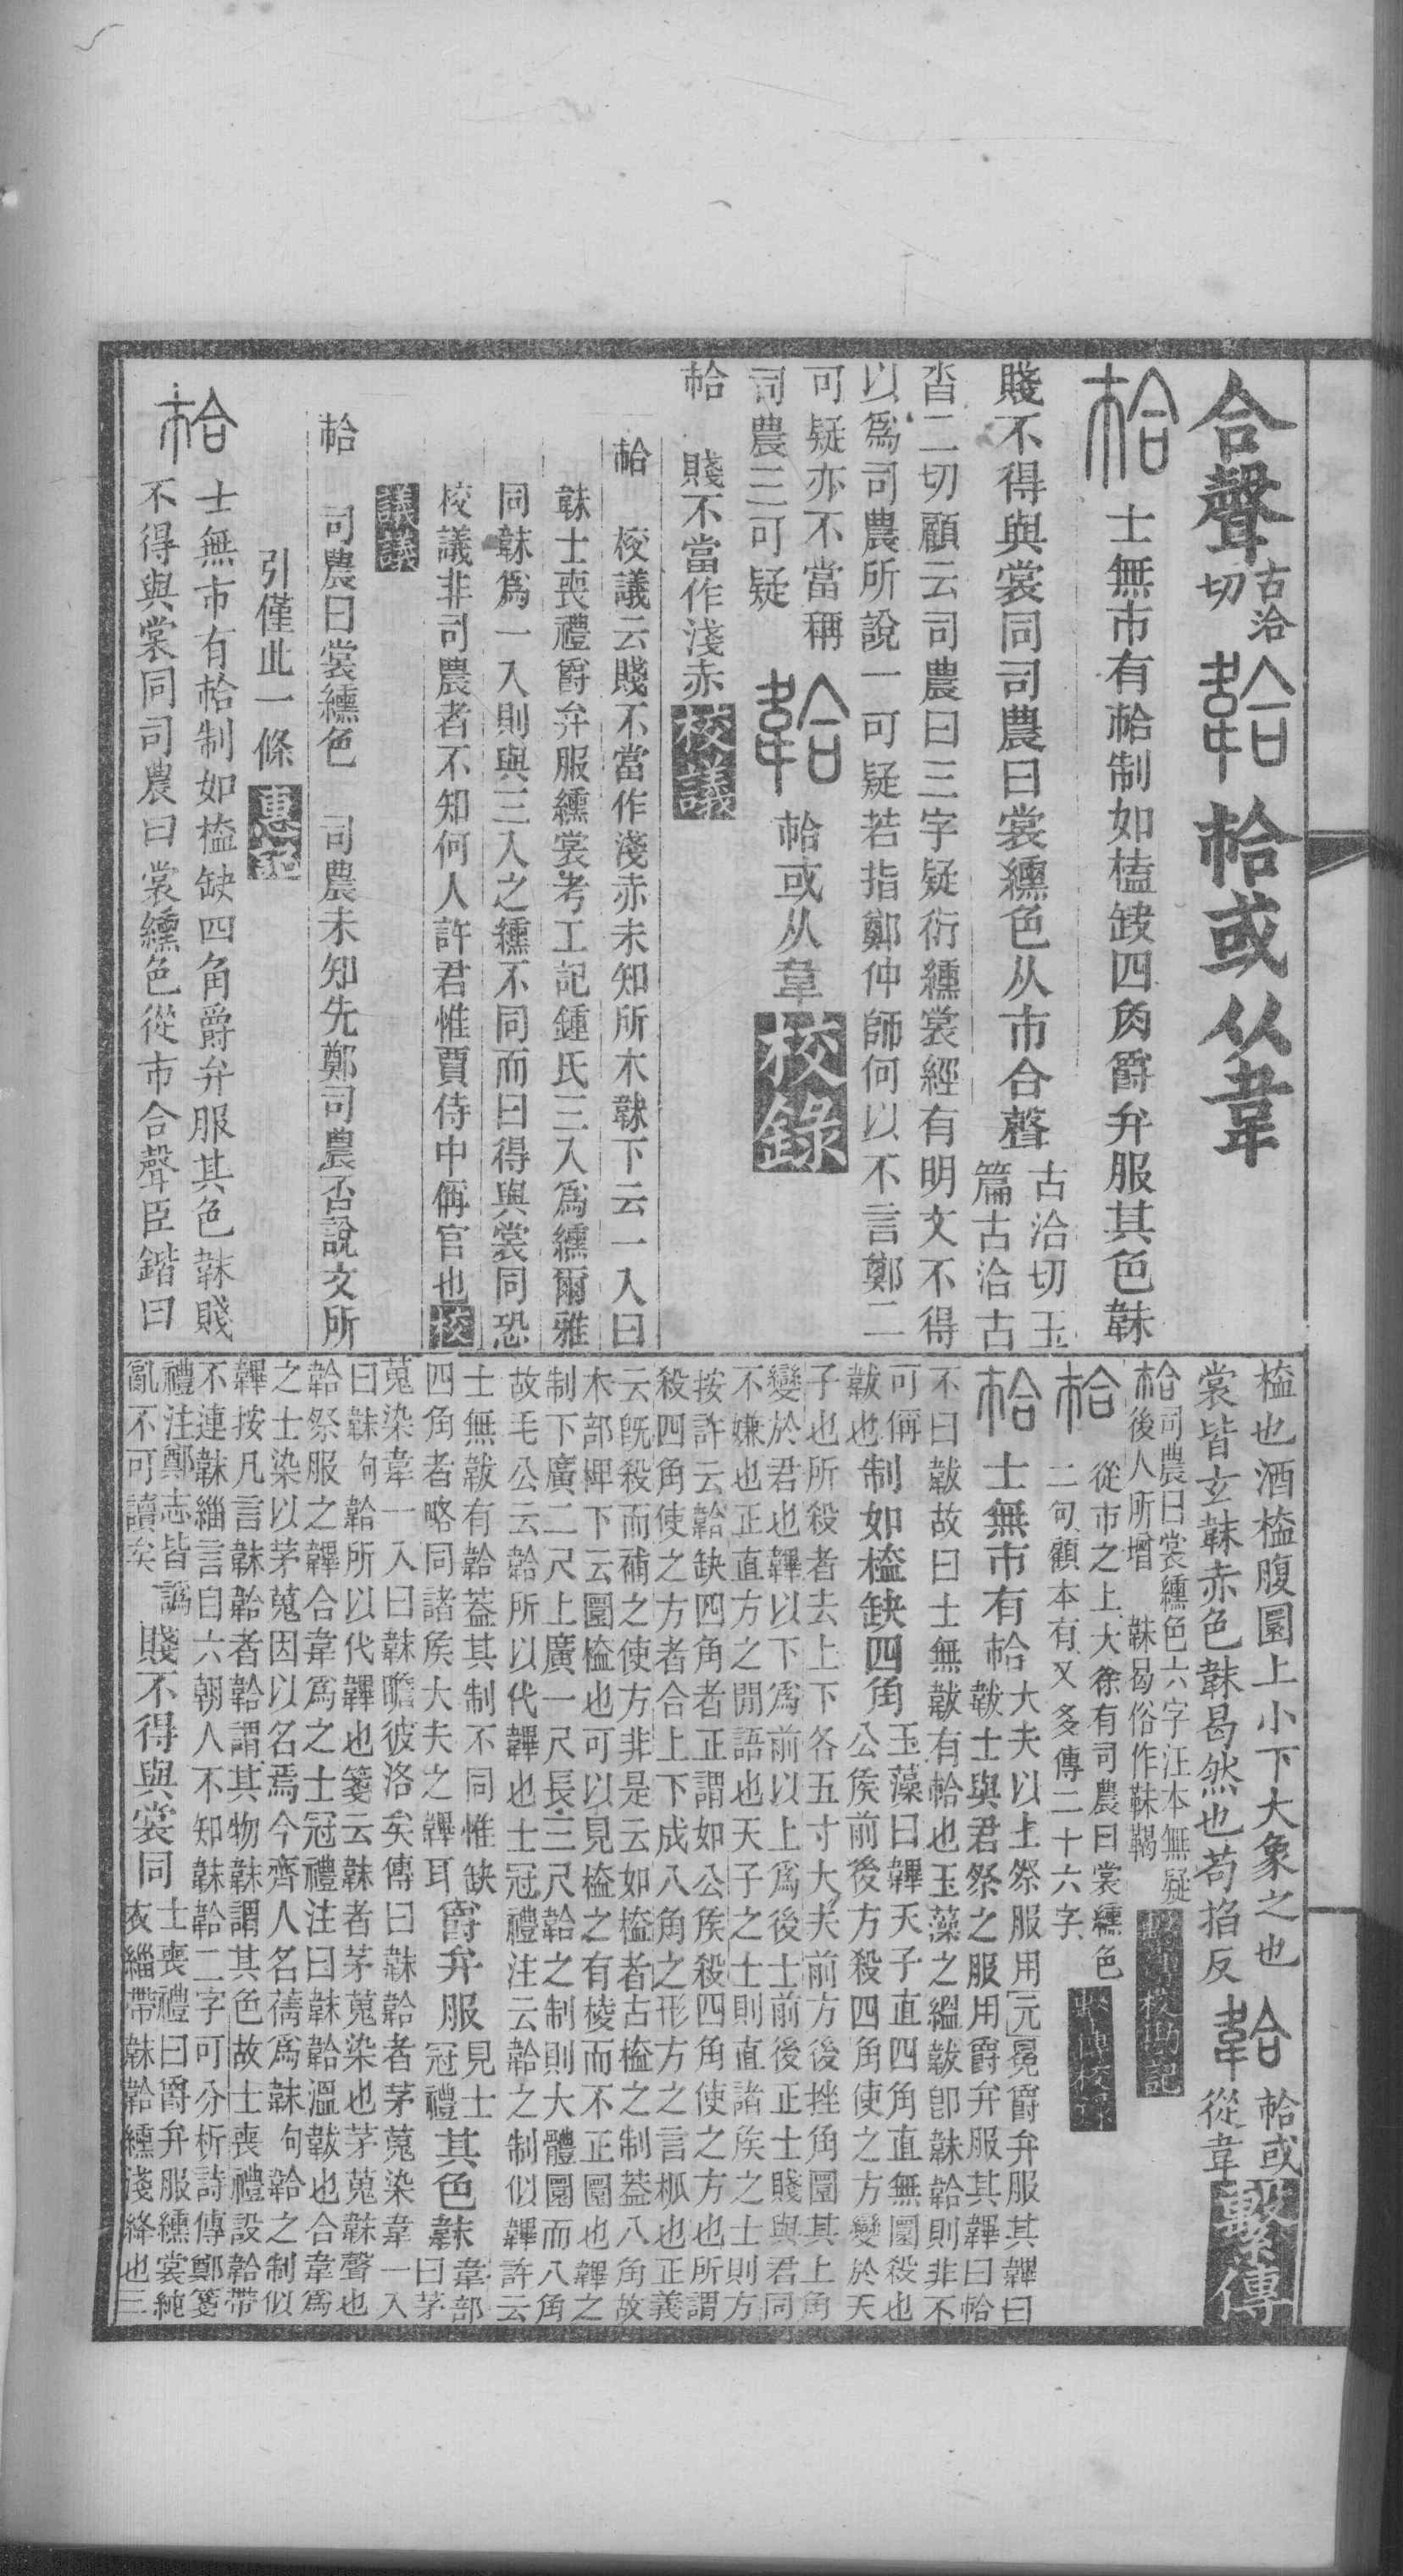 合聲古洽切 韐 帢或从韋
帢 士無市有帢制如榼缺四角爵弁服其色韎
賤不得與裳同司農曰裳纁色从市合聲古洽切玉篇古洽古
沓二切顧云司農曰三字疑衍纁裳經有明文不得
以爲司農所說一可疑若指鄭仲師何以不言鄭二
可疑亦不當稱
司農三可疑 韐 帢或从韋 校錄
帢 賤不當作淺赤 校議
帢 校議云賤不當作淺赤未知所本韎下云一入曰
韎士喪禮爵弁服纁裳考工記鍾氏三入爲纁爾雅
同韎爲一入則與三入之纁不同而曰得與裳同恐
校議非司農者不知何人許君惟賈侍中偁官也校
議議
帢 司農曰裳纁色 司農未知先鄭司農否說文所
引僅此一條
帢 士無市有帢制如榼缺四角爵弁服其色韎賤
不得與裳同司農曰裳纁色從市合聲臣鍇曰
榼也酒榼腹圓上小下大象之也
裳皆玄韎赤色韎曷然也苟掐反 韐 帢或從韋 繫傳
帢 司農曰裳纁色六字汪本無疑後人所增 韎曷俗作韎鞨
帢 從市之上大徐有司農曰裳纁色
二句顧本有又多傳二十六字
帢 士無市有帢 大夫以上祭服用冕爵弁服其韠曰
韍士與君祭之服用爵弁服其韠曰帢
不曰韍故曰士無韍有帢也玉藻之縕韍卽韎韐則非不
可偁韍也 制如榼缺四角 玉藻曰韠天子直四角直無圜殺也
公矦前後方殺四角使之方變於天
子也所殺者去上下各五寸大夫前方後挫角圜其上角
變於君也韠以下爲前以上爲後士前後正士賤與君同
不嫌也正直方之閒語也天子之士則直諸矦之士則方
按許云韐缺四角者正謂如公矦殺四角使之方也所謂
殺四角使之方者合上下成八角之形方之言柧也正義
云旣殺而補之使方非是云如榼者古榼之制葢八角故
木部椑下云圜榼也可以見榼之有棱而不正圜也韠之
制下廣二尺上廣一尺長三尺韐之制則大體圜而八角
故毛公云韐所以代韠也士冠禮注云韐之制似韠許云
士無韍有韐葢其制不同惟缺
四角者略同諸矦大夫之韠耳 爵弁服 見士冠禮 其色韎 韋部曰茅
蒐染韋一入曰韎瞻彼洛矣傳曰韎韐者茅蒐染韋一入
曰韎句韐所以代韠也箋云韎者茅蒐染也茅蒐韎聲也
韐祭服之韠合韋爲之士冠禮注曰韎韐溫韍也合韋爲
之士染以茅蒐因以名焉今齊人名蒨爲韎句韐之制似
韠按凡言韎韐者韐謂其物韎謂其色故士喪禮設韐帶
不連韎緇言自六朝人不知韎韐二字可分析詩傳鄭箋
禮注鄭志皆譌
亂不可讀矣 賤不得與裳同 士喪禮曰爵弁服纁裳純
衣緇帶韎韐纁淺絳也三